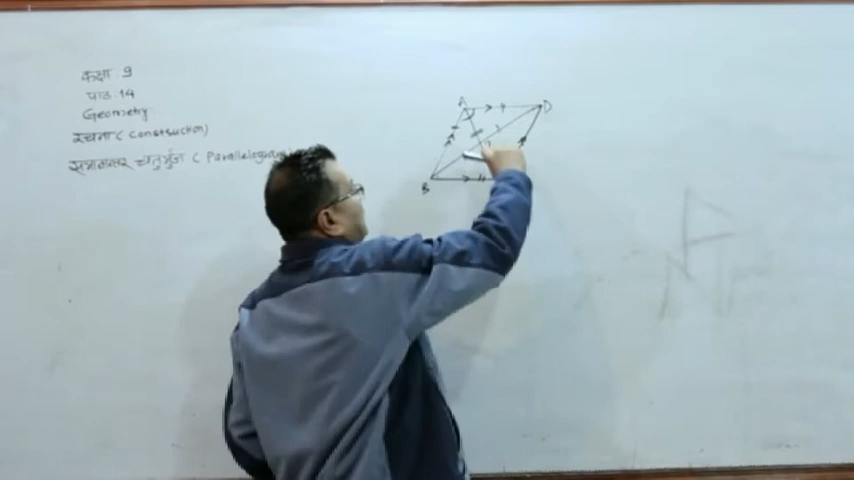 कक्षा : 9
पाठ : 14
Geometry
रचना ( Construction)
समानान्तर चतुर्भुज ( Parallelogram
A
D
B